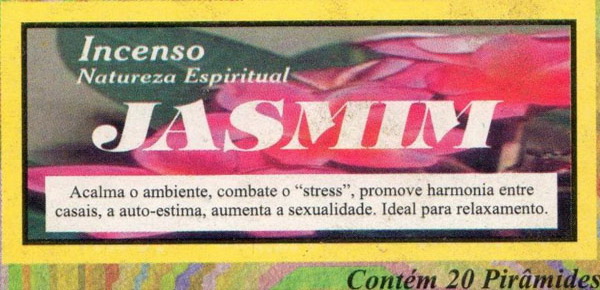 Incenso
Natureza Espiritual
JASMIM
Acalma o ambiente, combate o “stress”, promove harmonia entre
casais, a auto-estima, aumenta a sexualidade. Ideal para relaxamento.
Contém 20 Pirâmides